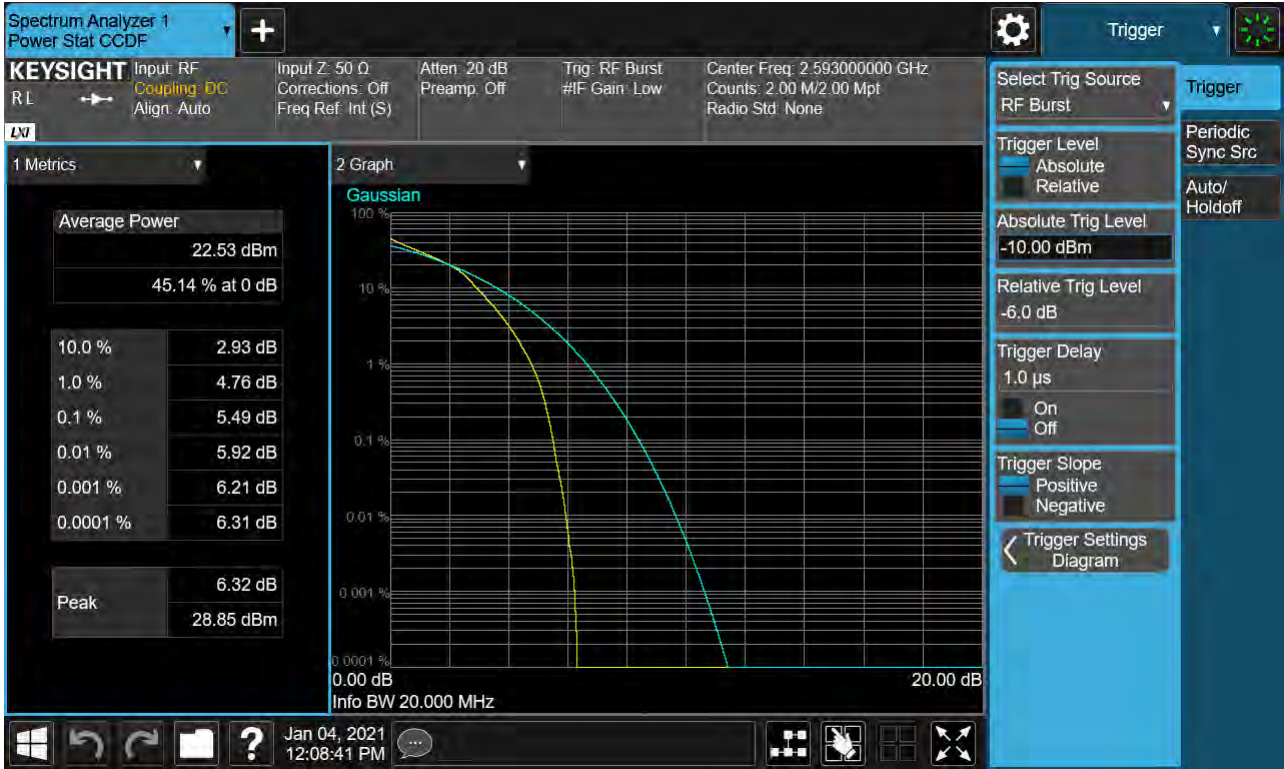 Spectrum Analyzer 1
Power Stat CCDF
+
Trigger
KEYSIGHT
R L
LXI
Input: RF
Coupling: DC
Align: Auto
Input Z: 50 Ω
Corrections: Off
Freq Ref: Int (S)
Atten: 20 dB
Preamp: Off
Trig: RF Burst
#IF Gain: Low
Center Freq: 2.593000000 GHz
Counts: 2.00 M/2.00 Mpt
Radio Std: None
1 Metrics
Average Power
22.53 dBm
45.14 % at 0 dB
10.0 % 2.93 dB
1.0 % 4.76 dB
0.1 % 5.49 dB
0.01 % 5.92 dB
0.001 % 6.21 dB
0.0001 % 6.31 dB
Peak
6.32 dB
28.85 dBm
2 Graph
Gaussian
100 %
10 %
1 %
0.1 %
0.01 %
0.001 %
0.0001 %
0.00 dB 20.00 dB
Info BW 20.000 MHz
Select Trig Source
RF Burst
Trigger Level
Absolute
Relative
Absolute Trig Level
-10.00 dBm
Relative Trig Level
-6.0 dB
Trigger Delay
1.0 µs
On
Off
Trigger Slope
Positive
Negative
Trigger Settings
Diagram
Trigger
Periodic
Sync Src
Auto/
Holdoff
?
Jan 04, 2021
12:08:41 PM